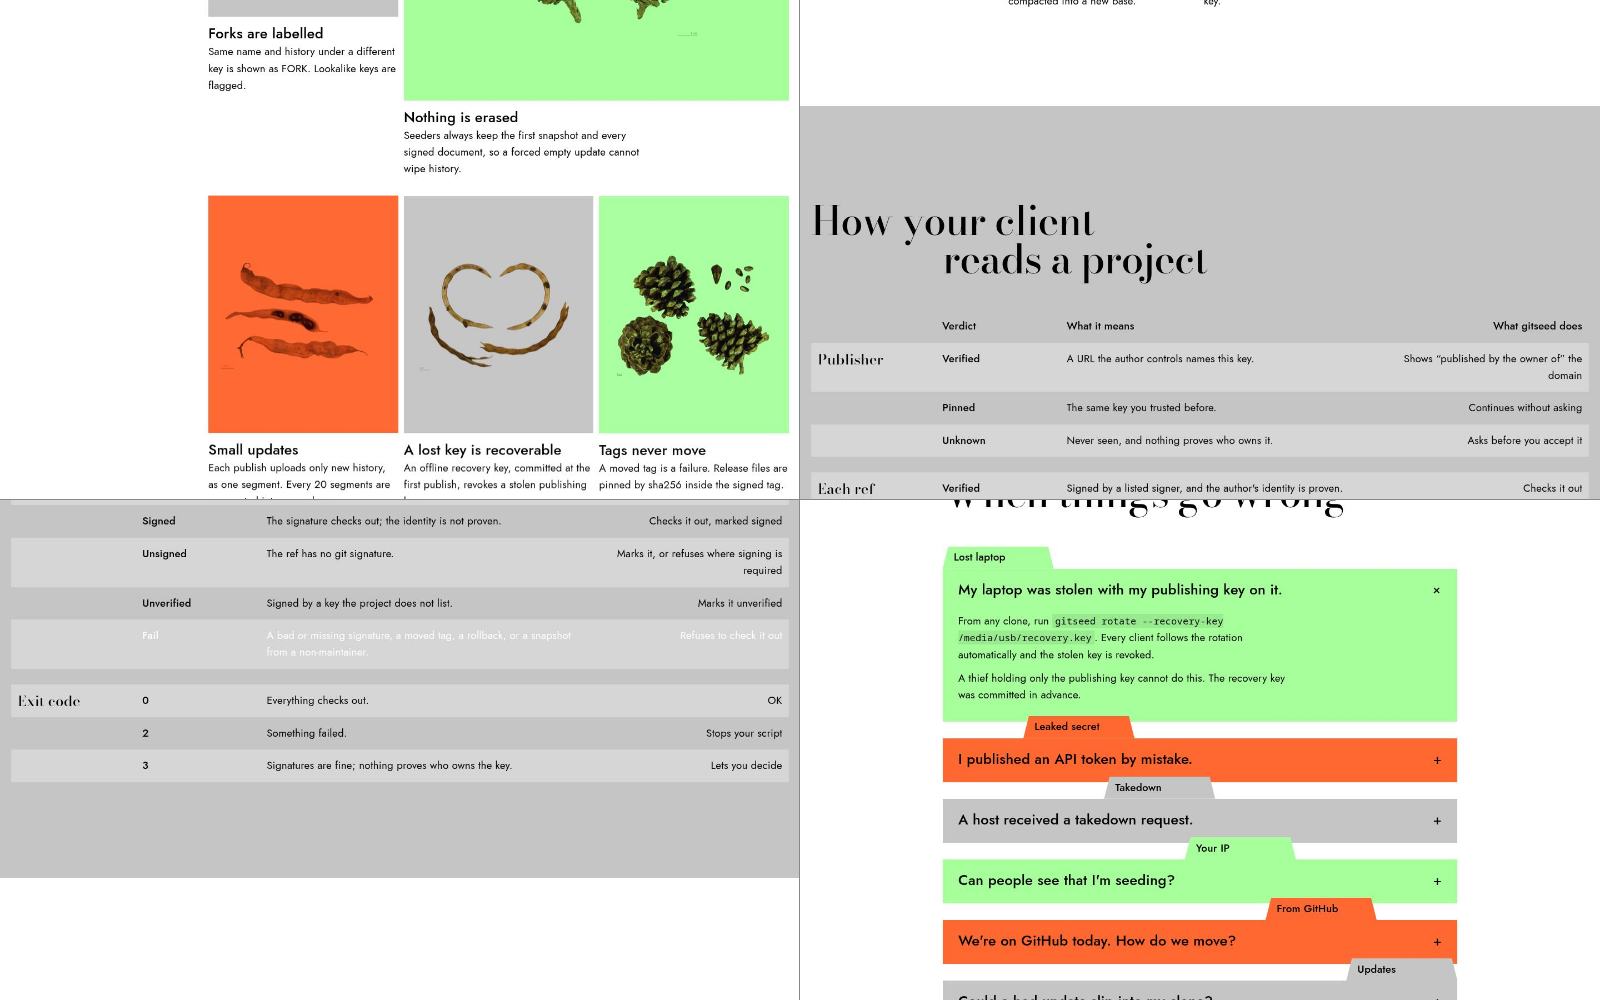 Forks are labelled
Same name and history under a different
key is shown as FORK. Lookalike keys are
flagged.
Nothing is erased
Seeders always keep the first snapshot and every
signed document, so a forced empty update cannot
wipe history.
Small updates
Each publish uploads only new history,
as one segment. Every 20 segments are
A lost key is recoverable
An offline recovery key, committed at the
first publish, revokes a stolen publishing
Tags never move
A moved tag is a failure. Release files are
pinned by sha256 inside the signed tag.
compacted into a new base.
key.
How your client
reads a project
Verdict What it means What gitseed does
Publisher Verified A URL the author controls names this key. Shows “published by the owner of” the
domain
Pinned The same key you trusted before. Continues without asking
Unknown Never seen, and nothing proves who owns it. Asks before you accept it
Each ref Verified Signed by a listed signer, and the author's identity is proven. Checks it out
Signed The signature checks out; the identity is not proven. Checks it out, marked signed
Unsigned The ref has no git signature. Marks it, or refuses where signing is
required
Unverified Signed by a key the project does not list. Marks it unverified
Fail A bad or missing signature, a moved tag, a rollback, or a snapshot Refuses to check it out
from a non-maintainer.
Exit code 0 Everything checks out. OK
2 Something failed. Stops your script
3 Signatures are fine; nothing proves who owns the key. Lets you decide
When things go wrong
Lost laptop
My laptop was stolen with my publishing key on it. ×
From any clone, run gitseed rotate --recovery-key
/media/usb/recovery.key. Every client follows the rotation
automatically and the stolen key is revoked.
A thief holding only the publishing key cannot do this. The recovery key
was committed in advance.
Leaked secret
I published an API token by mistake. +
Takedown
A host received a takedown request. +
Your IP
Can people see that I'm seeding? +
From GitHub
We're on GitHub today. How do we move? +
Updates
Could a bad update slip into my clone?